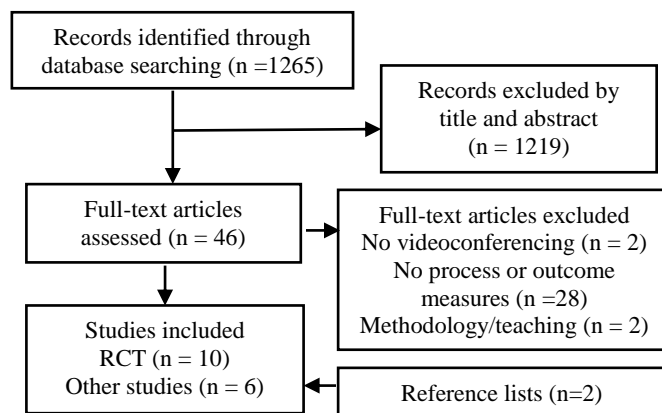 Records identified through
database searching (n =1265)
Records excluded by
title and abstract
(n = 1219)
Full-text articles
assessed (n = 46)
Full-text articles excluded
No videoconferencing (n = 2)
No process or outcome
measures (n =28)
Methodology/teaching (n = 2)
Studies included
RCT (n = 10)
Other studies (n = 6)
Reference lists (n=2)